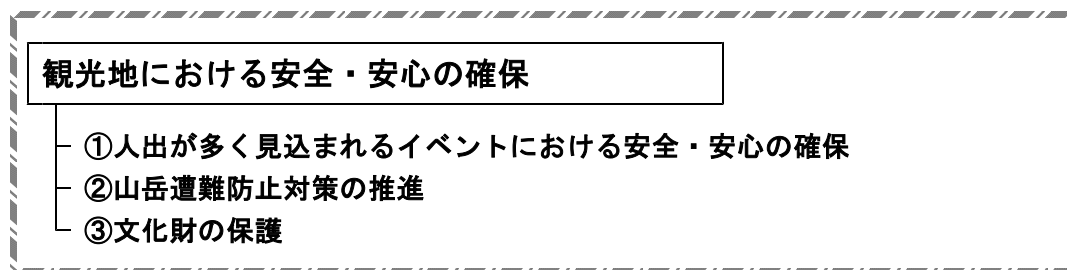 観光地における安全・安心の確保
①人出が多く見込まれるイベントにおける安全・安心の確保
②山岳遭難防止対策の推進
③文化財の保護